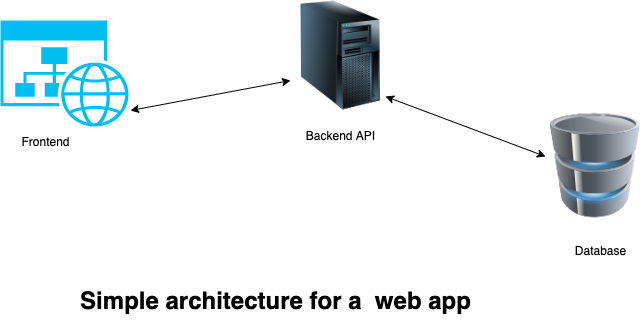 Frontend
Backend API
Database
Simple architecture for a  web app